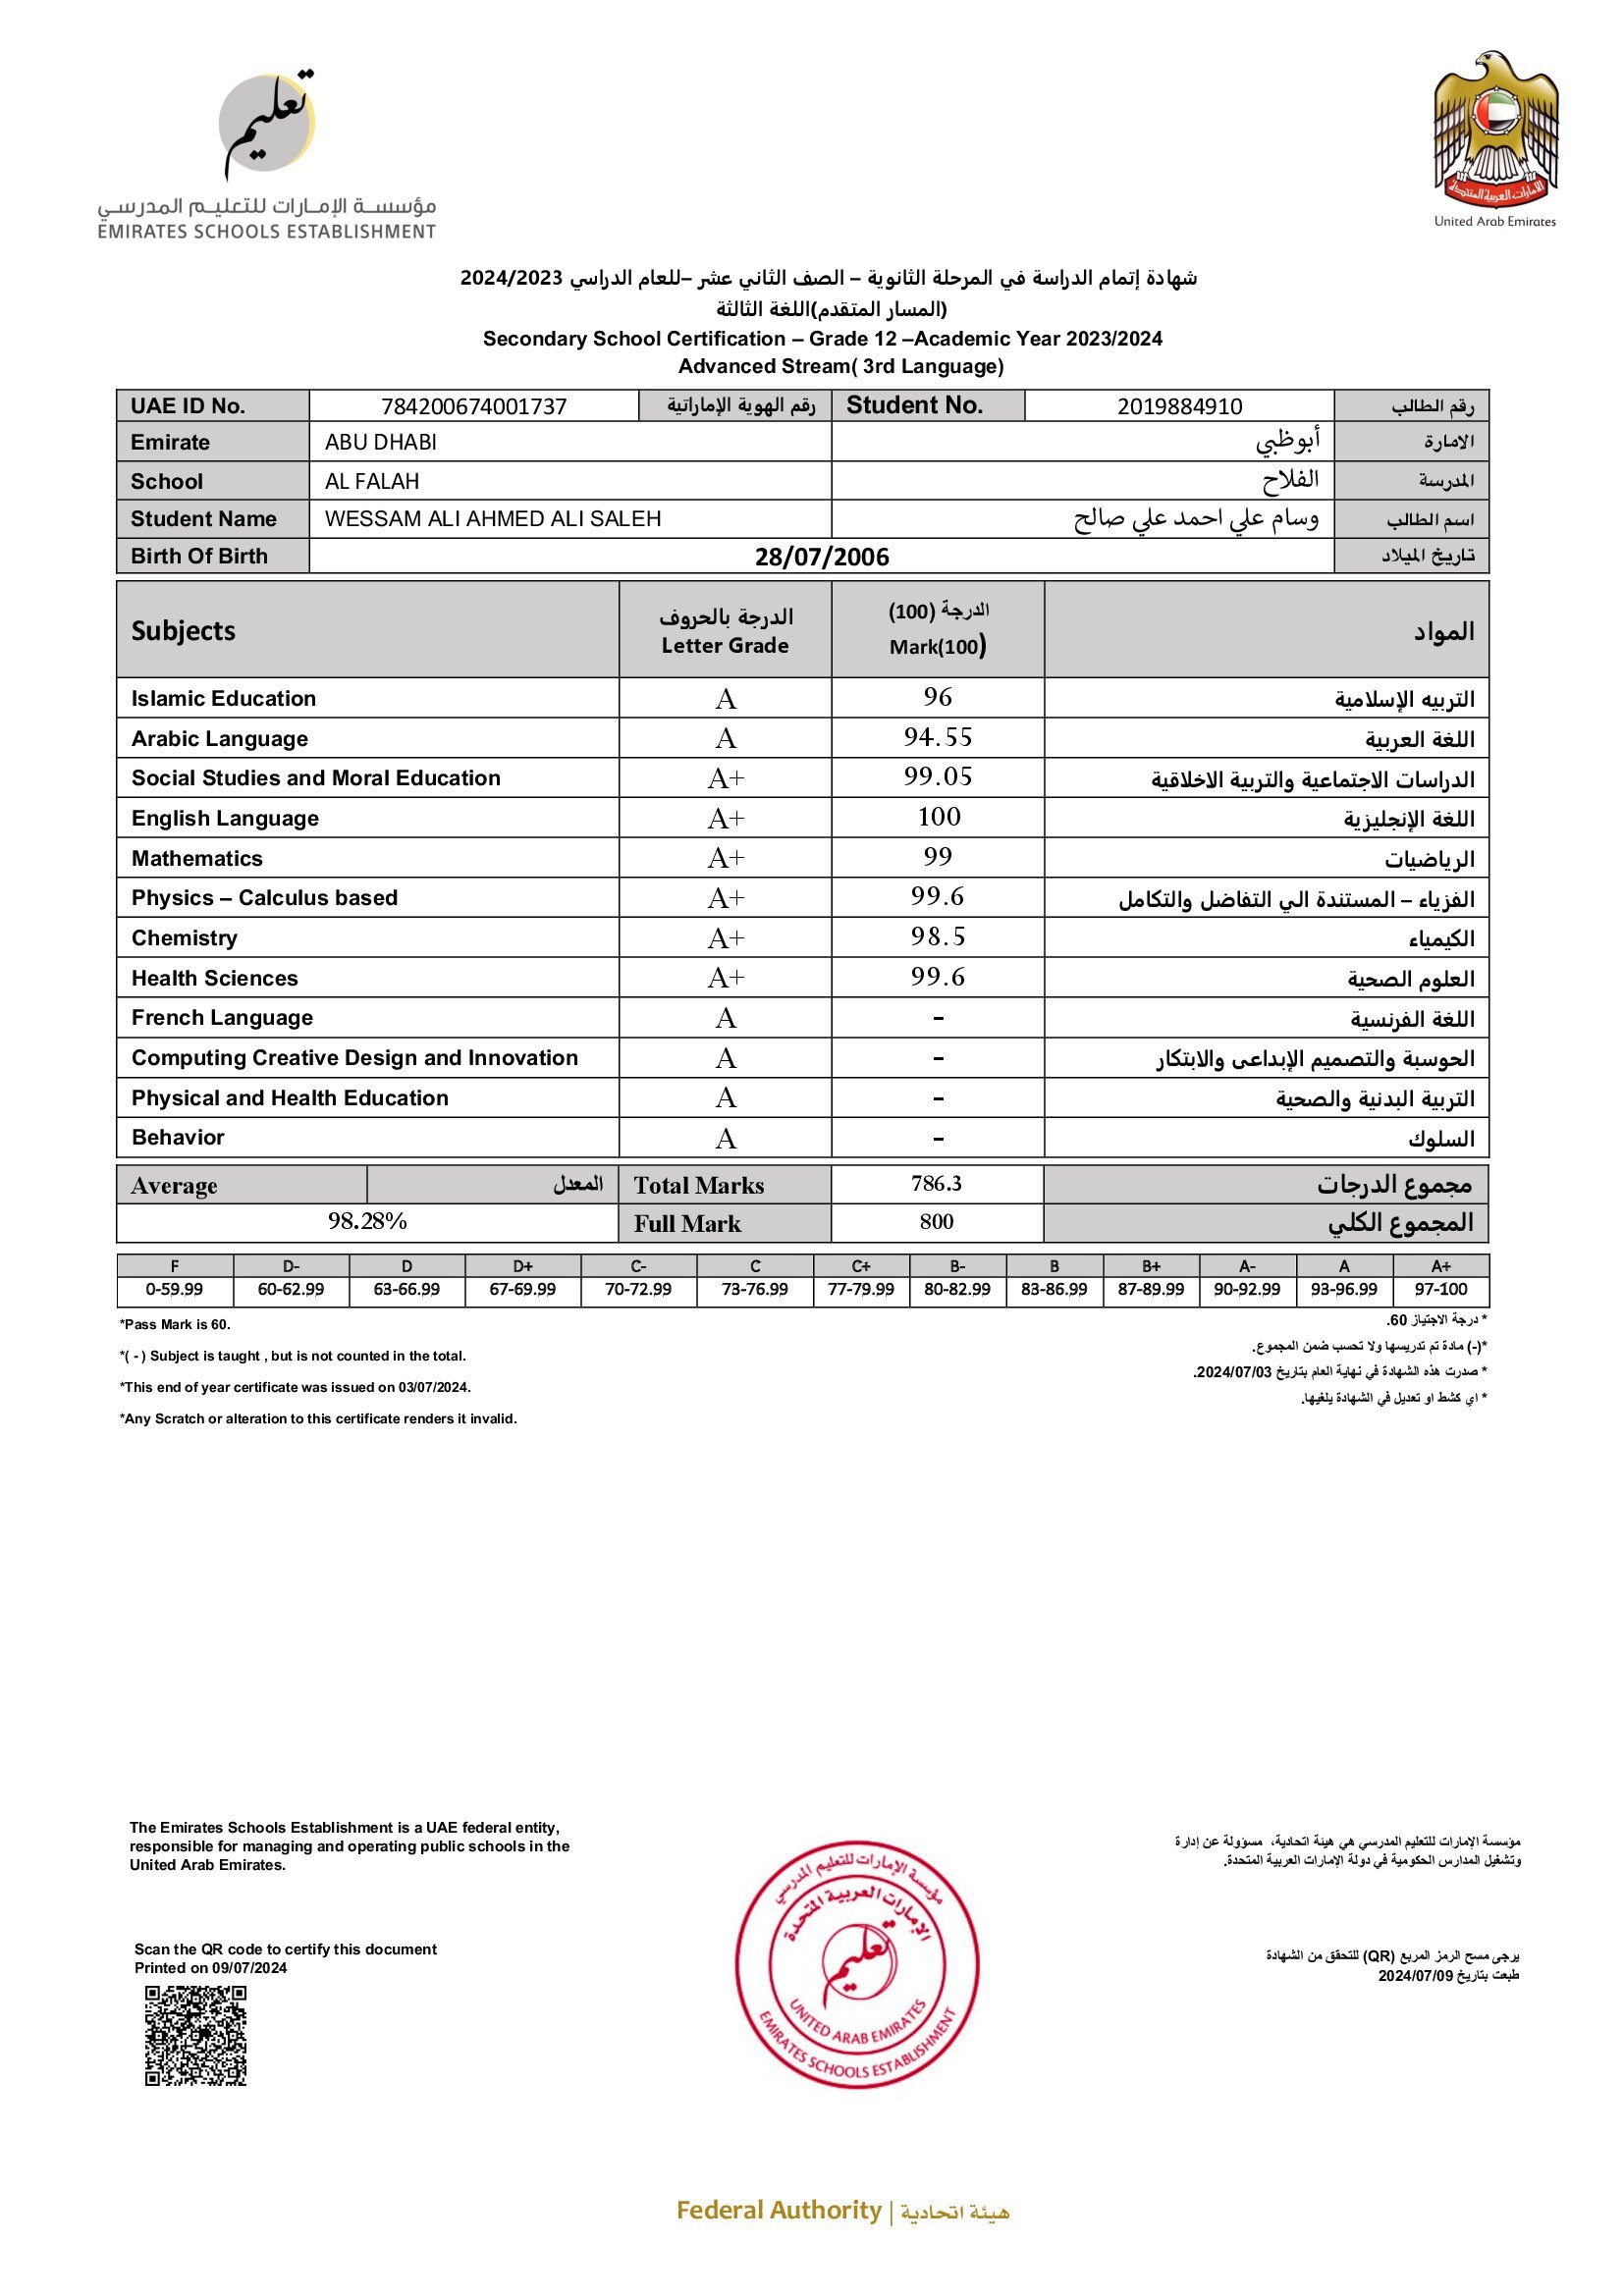 تعليم
مؤسسة الإمارات للتعليم المدرسي
EMIRATES SCHOOLS ESTABLISHMENT
الإمارات العربية المتحدة
United Arab Emirates
شهادة إتمام الدراسة في المرحلة الثانوية – الصف الثاني عشر –للعام الدراسي 2024/2023
(المسار المتقدم)اللغة الثالثة
Secondary School Certification – Grade 12 –Academic Year 2023/2024
Advanced Stream( 3rd Language)
UAE ID No. 784200674001737 رقم الهوية الإماراتية Student No. 2019884910 رقم الطالب
Emirate ABU DHABI أبوظبي الامارة
School AL FALAH الفلاح المدرسة
Student Name WESSAM ALI AHMED ALI SALEH وسام علي احمد علي صالح اسم الطالب
Birth Of Birth 28/07/2006 تاريخ الميلاد
Subjects الدرجة بالحروف Letter Grade الدرجة (100) Mark(100) المواد
Islamic Education A 96 التربيه الإسلامية
Arabic Language A 94.55 اللغة العربية
Social Studies and Moral Education A+ 99.05 الدراسات الاجتماعية والتربية الاخلاقية
English Language A+ 100 اللغة الإنجليزية
Mathematics A+ 99 الرياضيات
Physics – Calculus based A+ 99.6 الفزياء – المستندة الي التفاضل والتكامل
Chemistry A+ 98.5 الكيمياء
Health Sciences A+ 99.6 العلوم الصحية
French Language A - اللغة الفرنسية
Computing Creative Design and Innovation A - الحوسبة والتصميم الإبداعى والابتكار
Physical and Health Education A - التربية البدنية والصحية
Behavior A - السلوك
Average المعدل Total Marks 786.3 مجموع الدرجات
98.28% Full Mark 800 المجموع الكلي
F D- D D+ C- C C+ B- B B+ A- A A+
0-59.99 60-62.99 63-66.99 67-69.99 70-72.99 73-76.99 77-79.99 80-82.99 83-86.99 87-89.99 90-92.99 93-96.99 97-100
*Pass Mark is 60.
* درجة الاجتياز 60.
*( - ) Subject is taught , but is not counted in the total.
*(-) مادة تم تدريسها ولا تحسب ضمن المجموع.
*This end of year certificate was issued on 03/07/2024.
* صدرت هذه الشهادة في نهاية العام بتاريخ 2024/07/03.
*Any Scratch or alteration to this certificate renders it invalid.
* اي كشط او تعديل في الشهادة يلغيها.
The Emirates Schools Establishment is a UAE federal entity,
responsible for managing and operating public schools in the
United Arab Emirates.
مؤسسة الإمارات للتعليم المدرسي هي هيئة اتحادية، مسؤولة عن إدارة
وتشغيل المدارس الحكومية في دولة الإمارات العربية المتحدة.
مؤسسة الإمارات للتعليم المدرسي
الإمارات العربية المتحدة
تعليم
UNITED ARAB EMIRATES
EMIRATES SCHOOLS ESTABLISHMENT
Scan the QR code to certify this document
Printed on 09/07/2024
يرجى مسح الرمز المربع (QR) للتحقق من الشهادة
طبعت بتاريخ 2024/07/09
Federal Authority | هيئة اتحادية